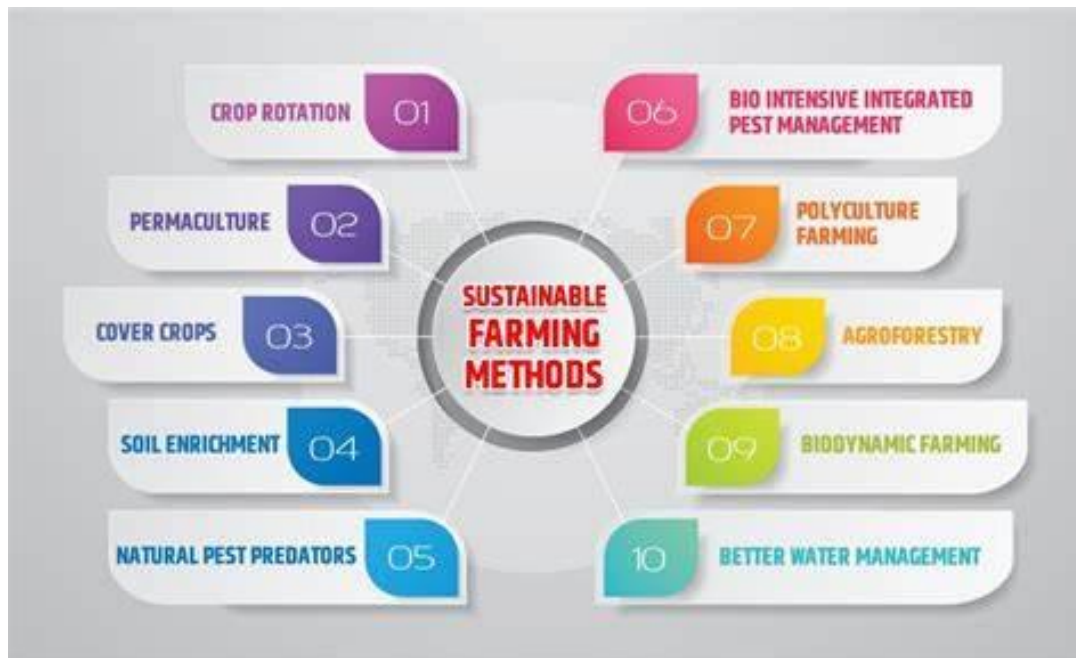 SUSTAINABLE
FARMING
METHODS
01
CROP ROTATION
02
PERMACULTURE
03
COVER CROPS
04
SOIL ENRICHMENT
05
NATURAL PEST PREDATORS
06
BIO INTENSIVE INTEGRATED
PEST MANAGEMENT
07
POLYCULTURE
FARMING
08
AGROFORESTRY
09
BIODYNAMIC FARMING
10
BETTER WATER MANAGEMENT